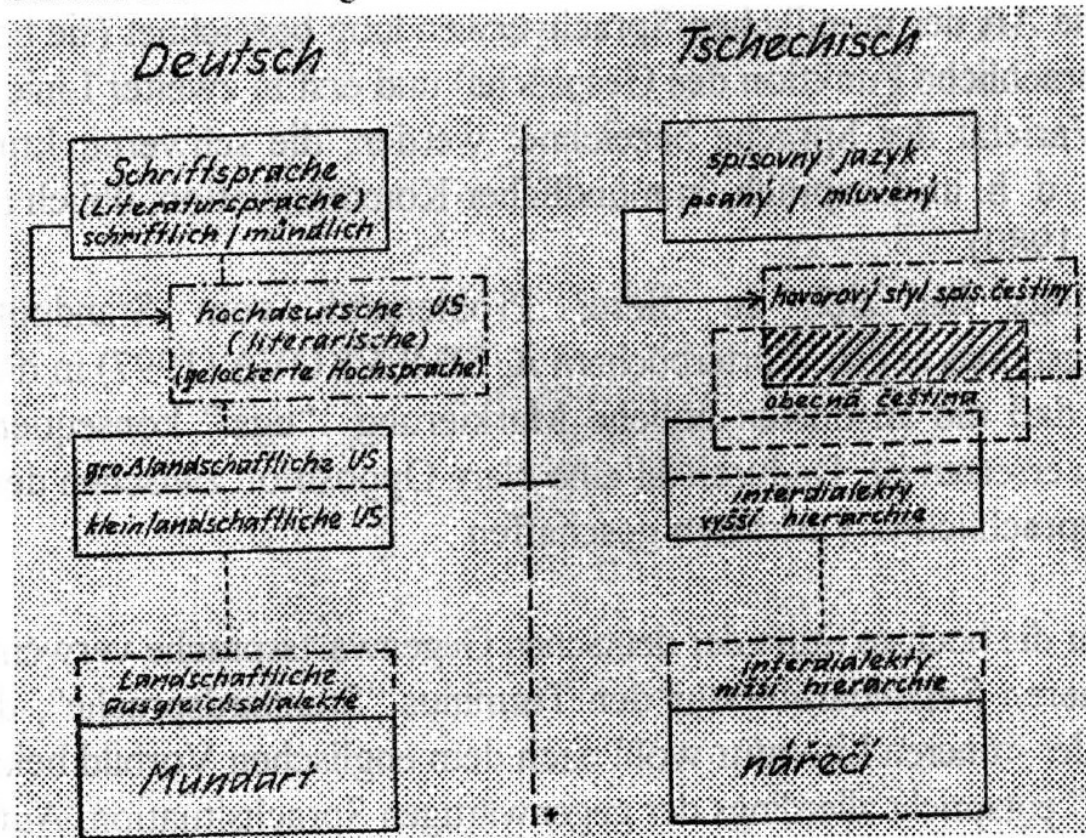 Deutsch
Schriftsprache
(Literatursprache)
schriftlich / mündlich
hochdeutsche US
(literarische)
(gelockerte Hochsprache)
großlandschaftliche US
kleinlandschaftliche US
Landschaftliche
Ausgleichsdialekte
Mundart
Tschechisch
spisovný jazyk
psaný / mluvený
hovorový styl spis. češtiny
obecná čeština
interdialekty
vyšší hierarchie
interdialekty
nižší hierarchie
nářečí
+